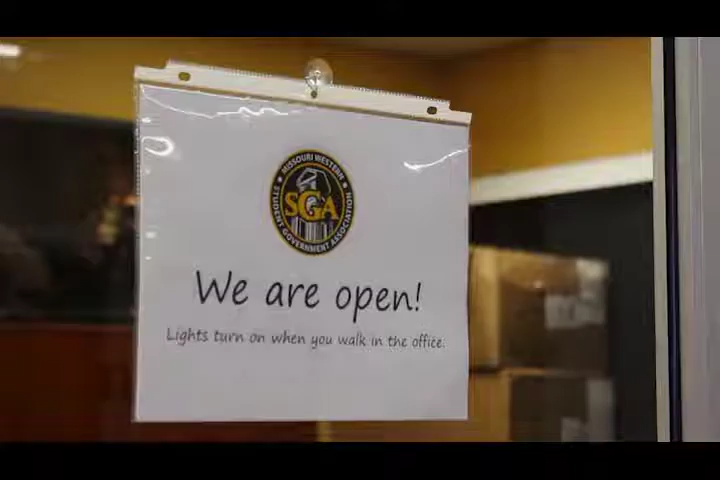 MISSOURI WESTERN
SGA
STUDENT GOVERNMENT ASSOCIATION
We are open!
Lights turn on when you walk in the office.